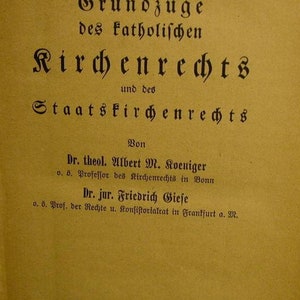 Grundzüge
des katholischen
Kirchenrechts
und des
Staatskirchenrechts
Von
Dr. theol. Albert M. Koeniger
o. ö. Professor des Kirchenrechts in Bonn
Dr. jur. Friedrich Giese
o. ö. Prof. der Rechte u. Konsistorialrat in Frankfurt a. M.